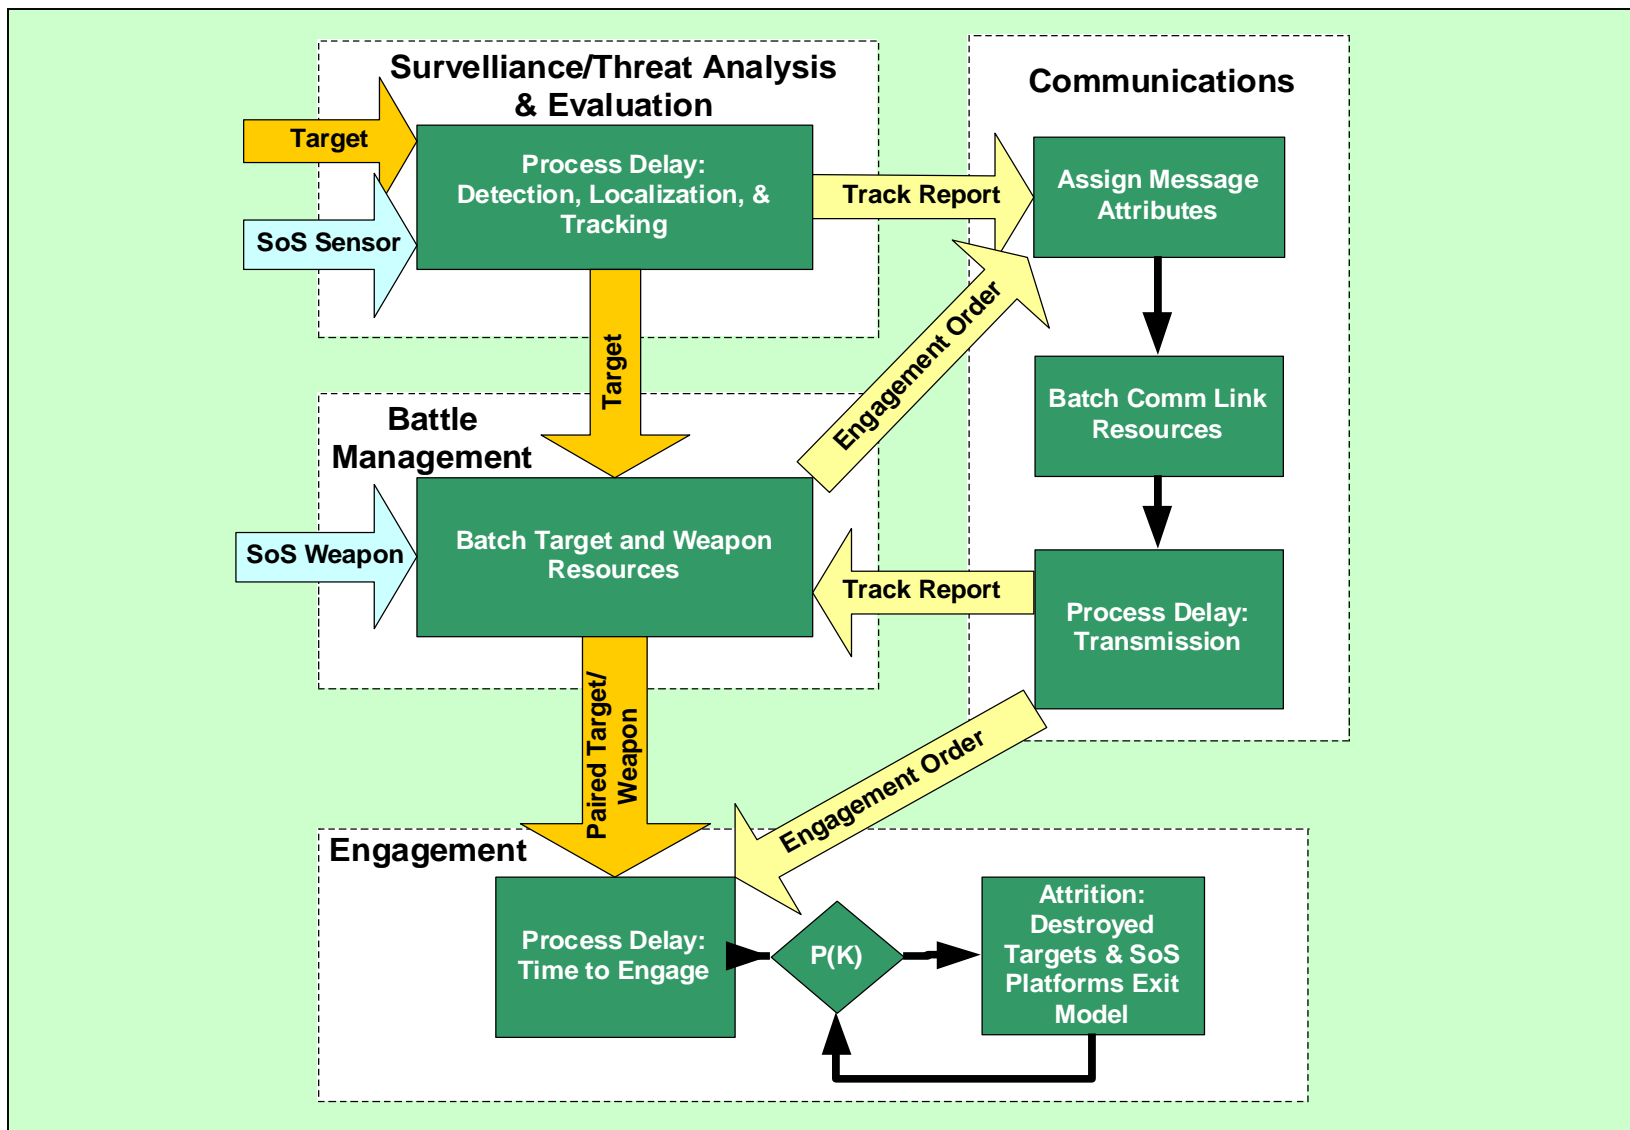 Survelliance/Threat Analysis
& Evaluation
Target
SoS Sensor
Process Delay:
Detection, Localization, &
Tracking
Track Report
Communications
Assign Message
Attributes
Target
Engagement Order
Batch Comm Link
Resources
Battle
Management
SoS Weapon
Batch Target and Weapon
Resources
Track Report
Process Delay:
Transmission
Paired Target/
Weapon
Engagement Order
Engagement
Process Delay:
Time to Engage
P(K)
Attrition:
Destroyed
Targets & SoS
Platforms Exit
Model